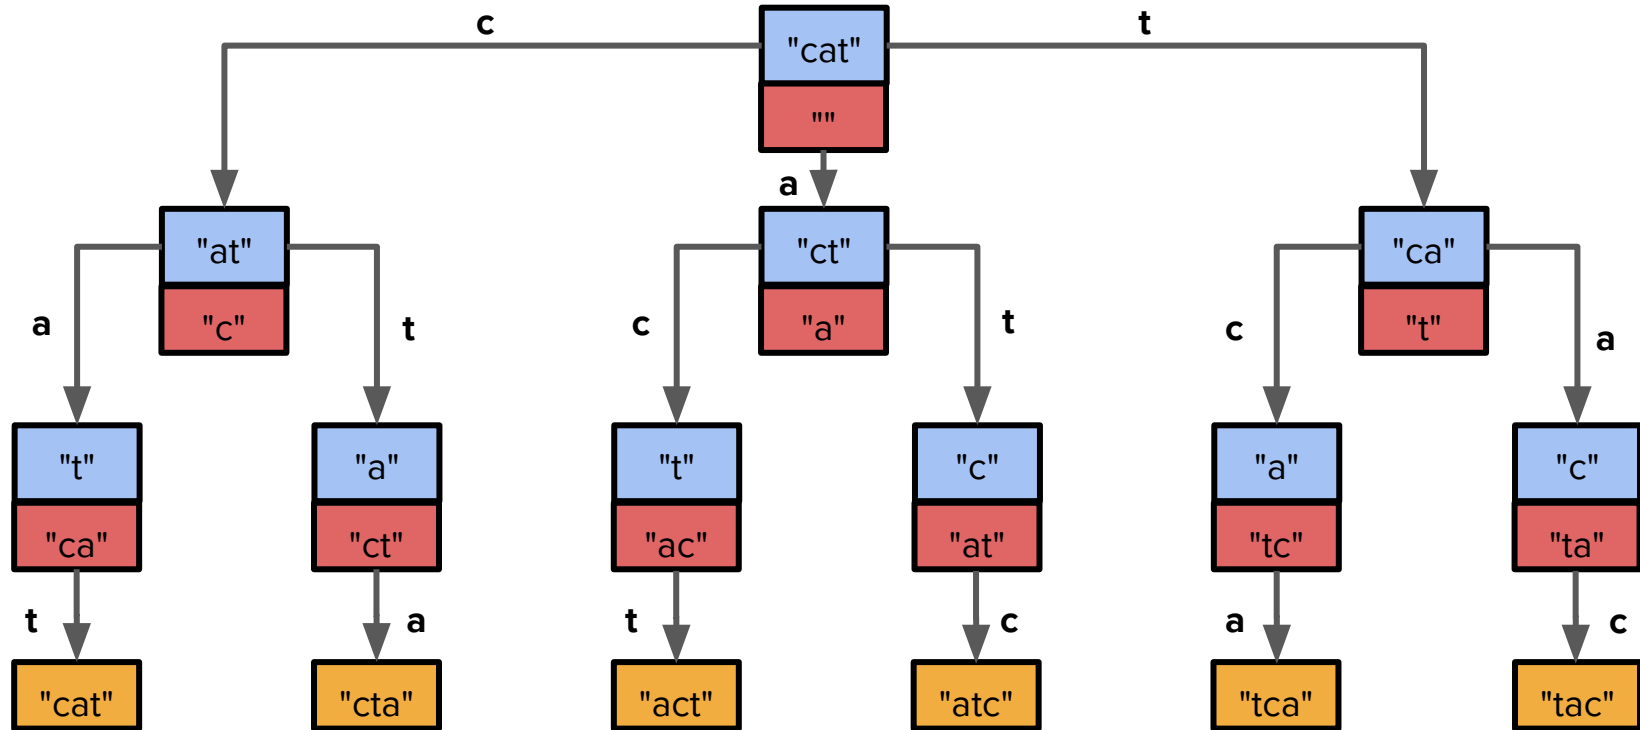 c
t
"cat"
""
a
"at"
"ct"
"ca"
"c"
"a"
"t"
a
t
c
t
c
a
"t"
"a"
"t"
"c"
"a"
"c"
"ca"
"ct"
"ac"
"at"
"tc"
"ta"
t
a
t
c
a
c
"cat"
"cta"
"act"
"atc"
"tca"
"tac"